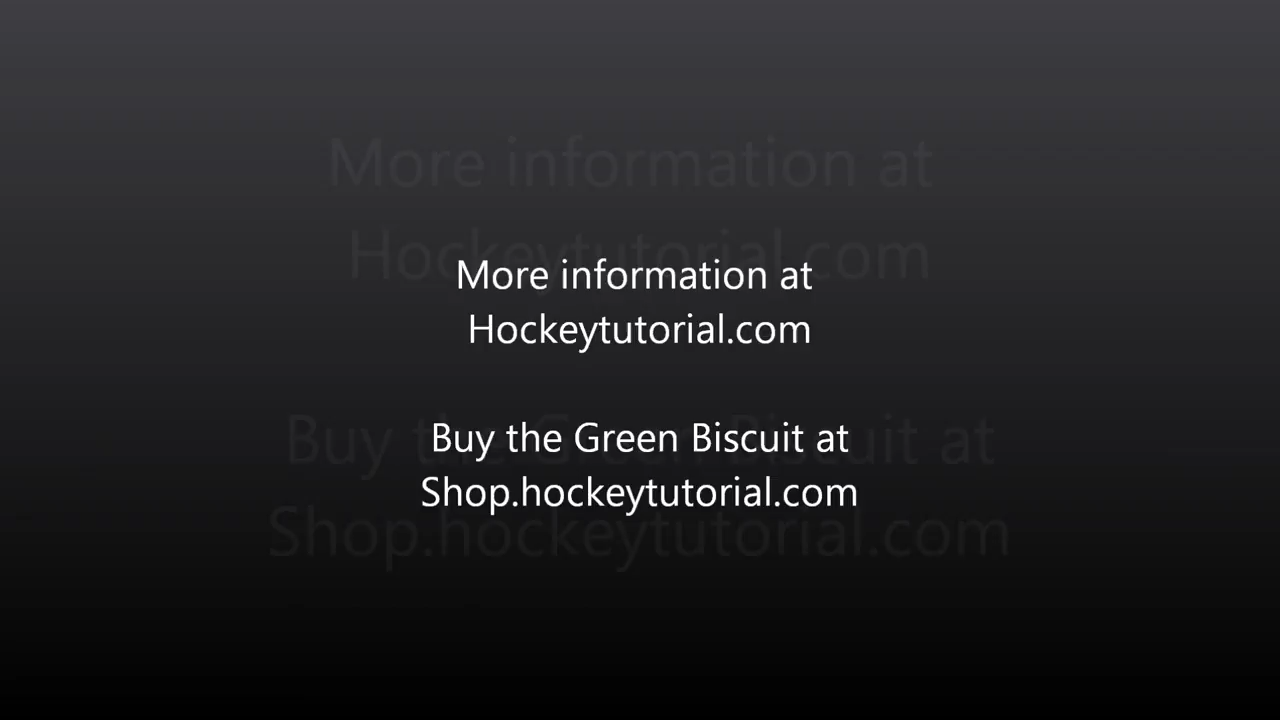 More information at
Hockeytutorial.com
Buy the Green Biscuit at
Shop.hockeytutorial.com